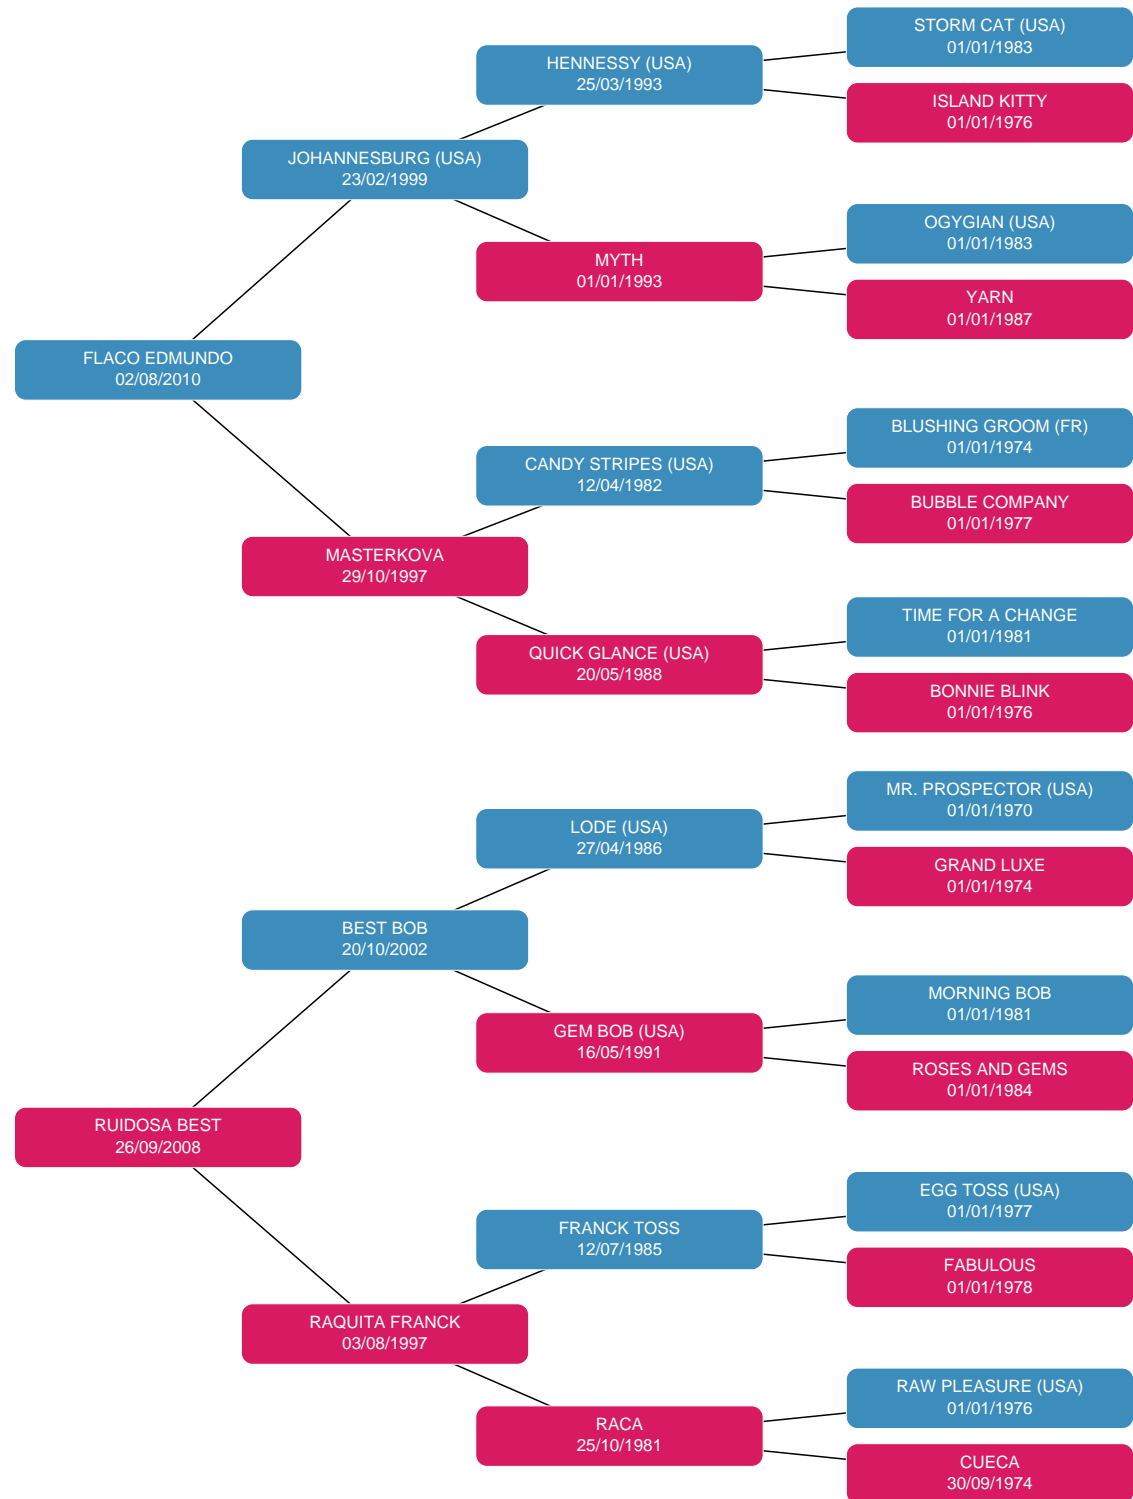 STORM CAT (USA)
01/01/1983
HENNESSY (USA)
25/03/1993
ISLAND KITTY
01/01/1976
JOHANNESBURG (USA)
23/02/1999
OGYGIAN (USA)
01/01/1983
MYTH
01/01/1993
YARN
01/01/1987
FLACO EDMUNDO
02/08/2010
BLUSHING GROOM (FR)
01/01/1974
CANDY STRIPES (USA)
12/04/1982
BUBBLE COMPANY
01/01/1977
MASTERKOVA
29/10/1997
TIME FOR A CHANGE
01/01/1981
QUICK GLANCE (USA)
20/05/1988
BONNIE BLINK
01/01/1976
MR. PROSPECTOR (USA)
01/01/1970
LODE (USA)
27/04/1986
GRAND LUXE
01/01/1974
BEST BOB
20/10/2002
MORNING BOB
01/01/1981
GEM BOB (USA)
16/05/1991
ROSES AND GEMS
01/01/1984
RUIDOSA BEST
26/09/2008
EGG TOSS (USA)
01/01/1977
FRANCK TOSS
12/07/1985
FABULOUS
01/01/1978
RAQUITA FRANCK
03/08/1997
RAW PLEASURE (USA)
01/01/1976
RACA
25/10/1981
CUECA
30/09/1974